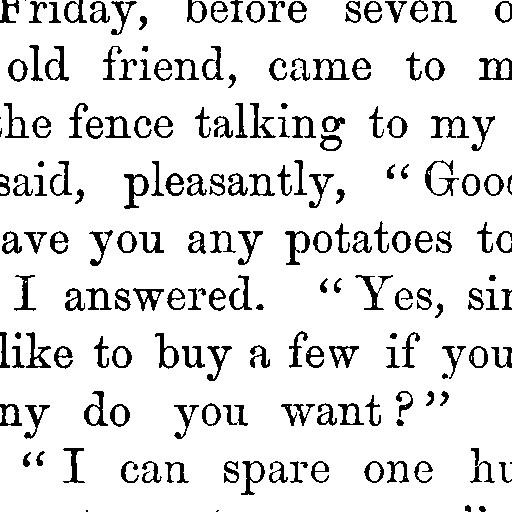 Friday, before seven o
old friend, came to m
the fence talking to my
said, pleasantly, “Good
ave you any potatoes to
I answered. “Yes, sir
like to buy a few if you
ny do you want?”
“I can spare one hu